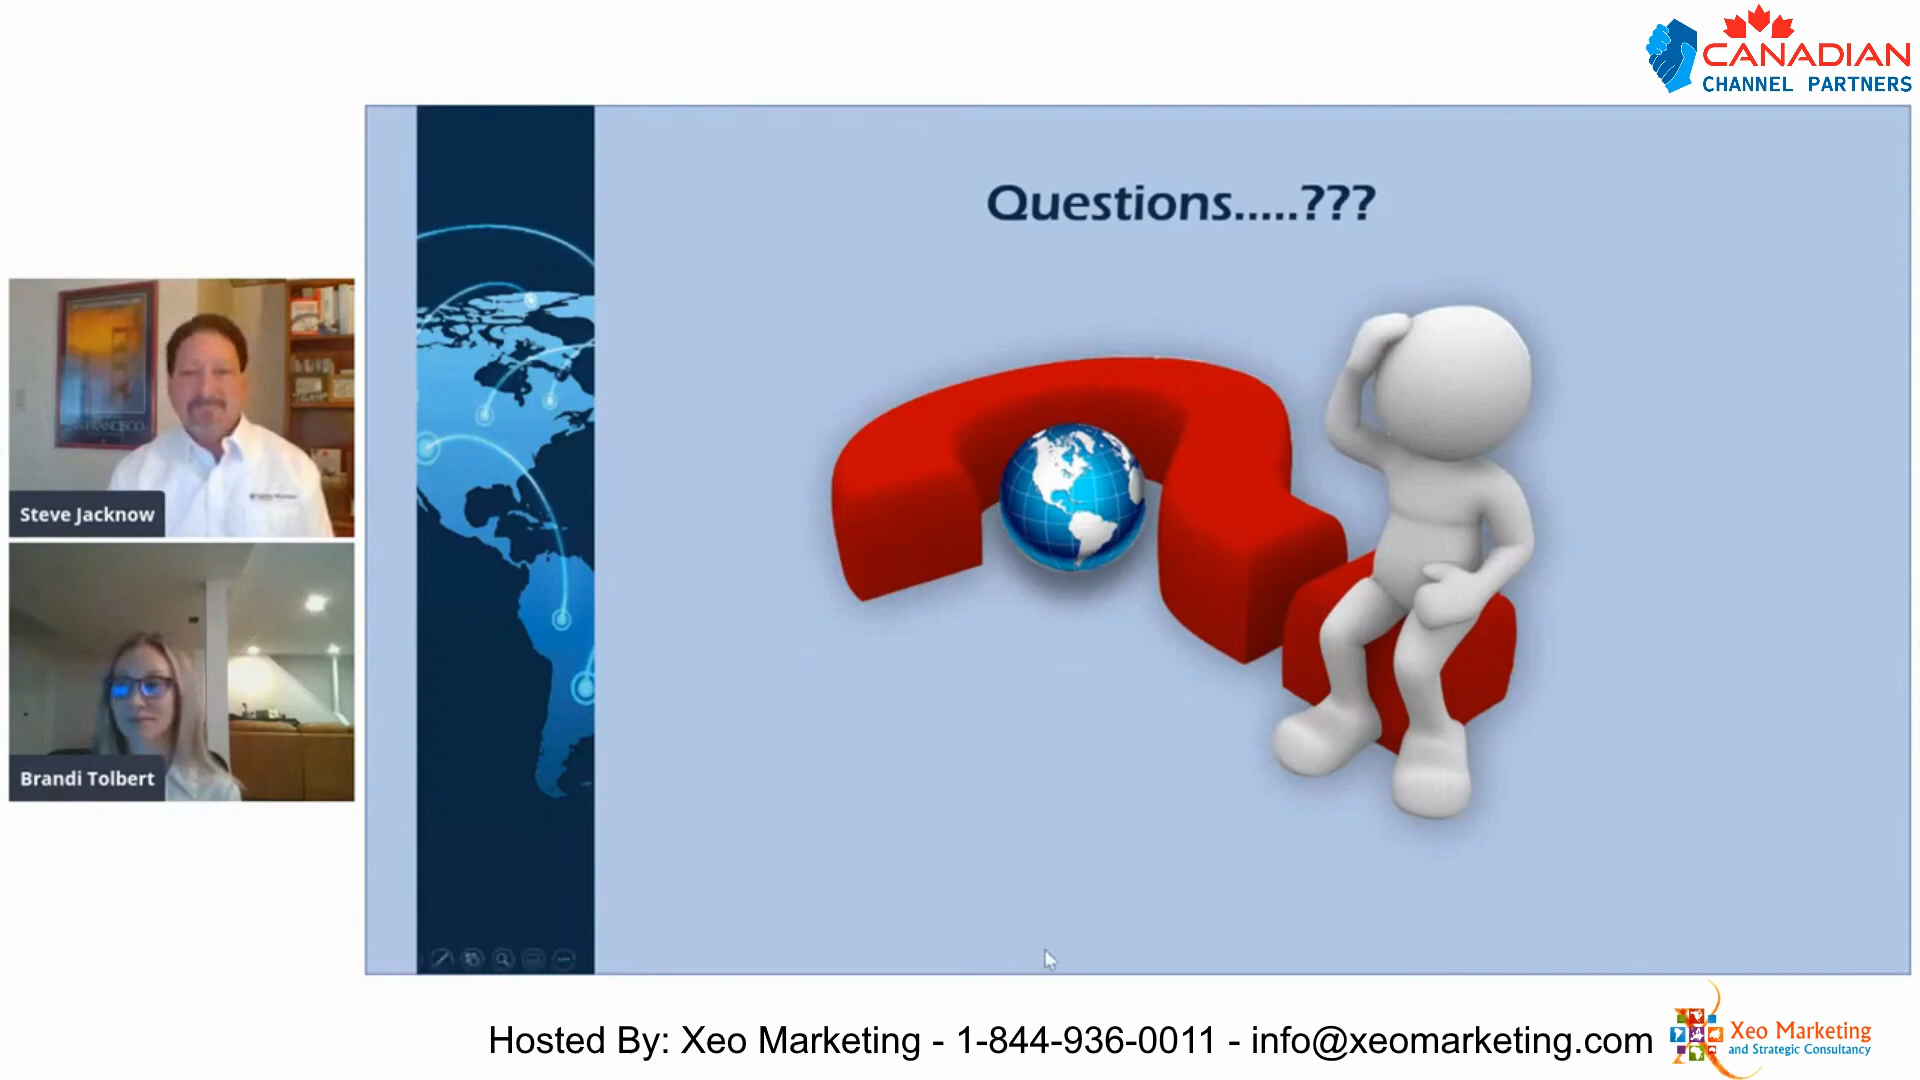 CANADIAN
CHANNEL PARTNERS
Questions.....???
Steve Jacknow
Brandi Tolbert
Hosted By: Xeo Marketing - 1-844-936-0011 - info@xeomarketing.com
Xeo Marketing
and Strategic Consultancy